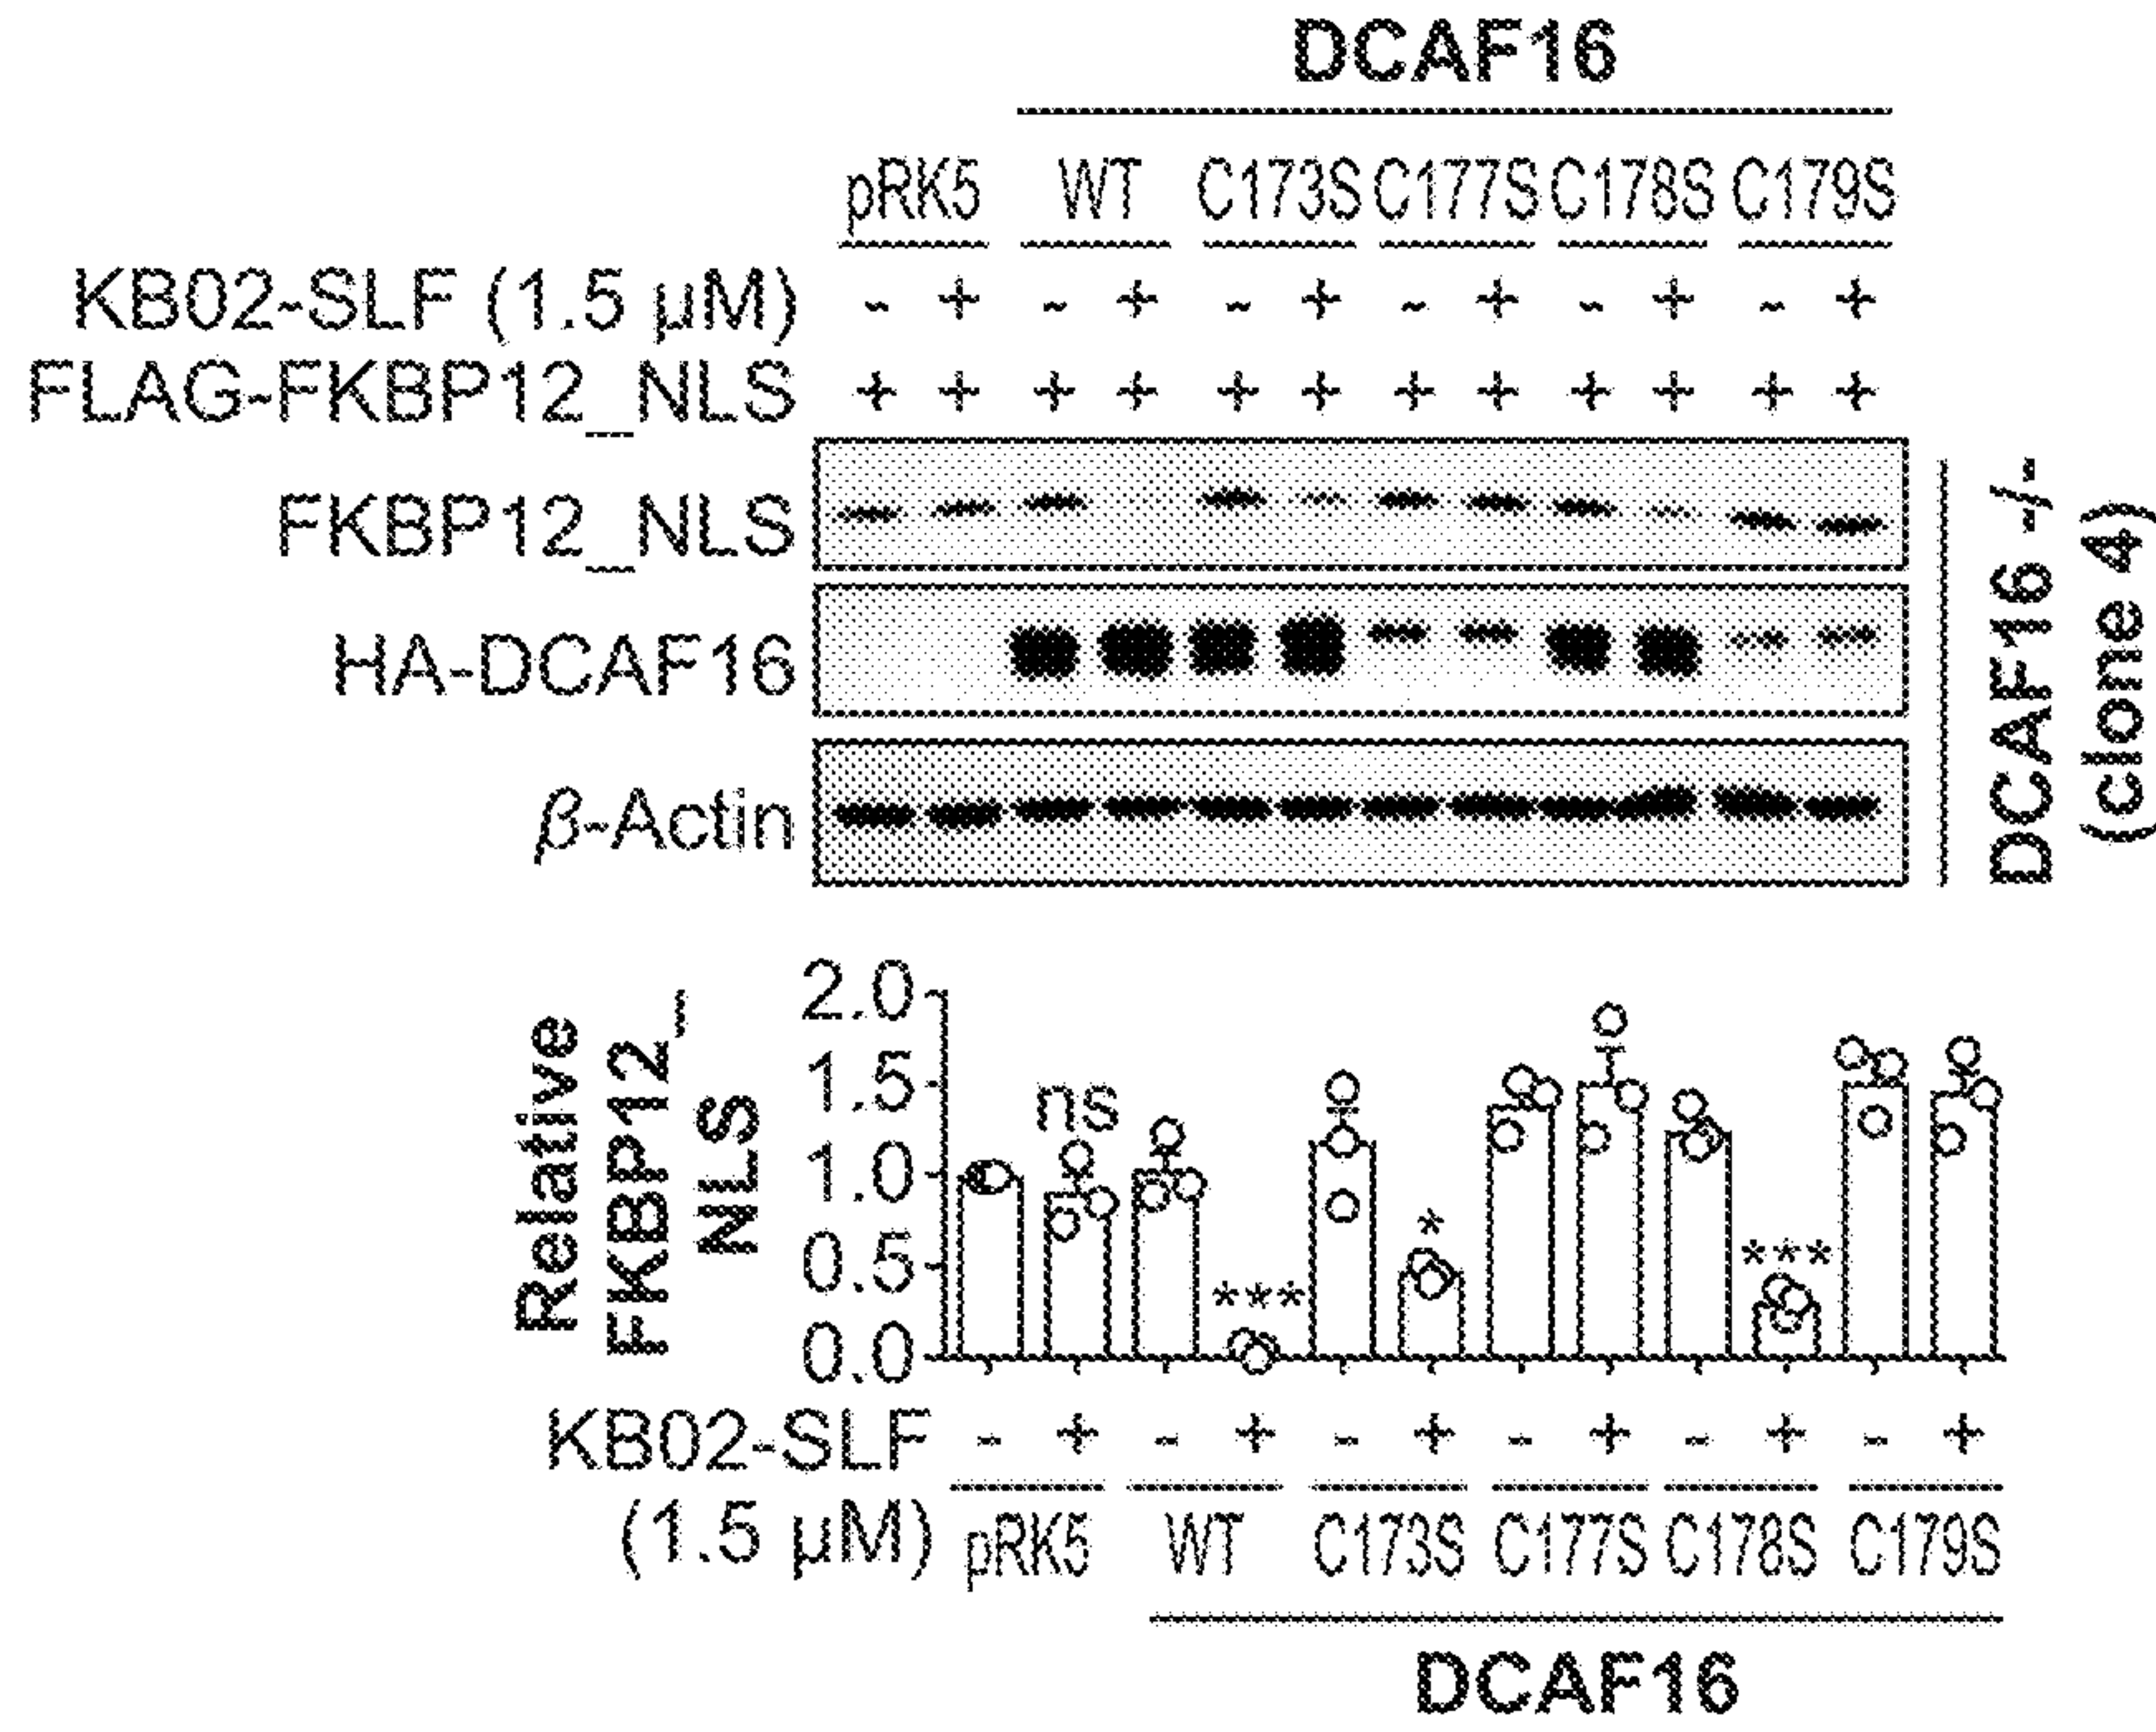 DCAF16
pRK5 WT C173S C177S C178S C179S
KB02-SLF (1.5 µM) - + - + - + - + - + - +
FLAG-FKBP12_NLS + + + + + + + + + + + +
FKBP12_NLS
HA-DCAF16
β-Actin
DCAF16 -/-
(clone 4)
Relative
FKBP12_
NLS
2.0
1.5
1.0
0.5
0.0
ns
***
*
***
KB02-SLF - + - + - + - + - + - +
(1.5 µM) pRK5 WT C173S C177S C178S C179S
DCAF16